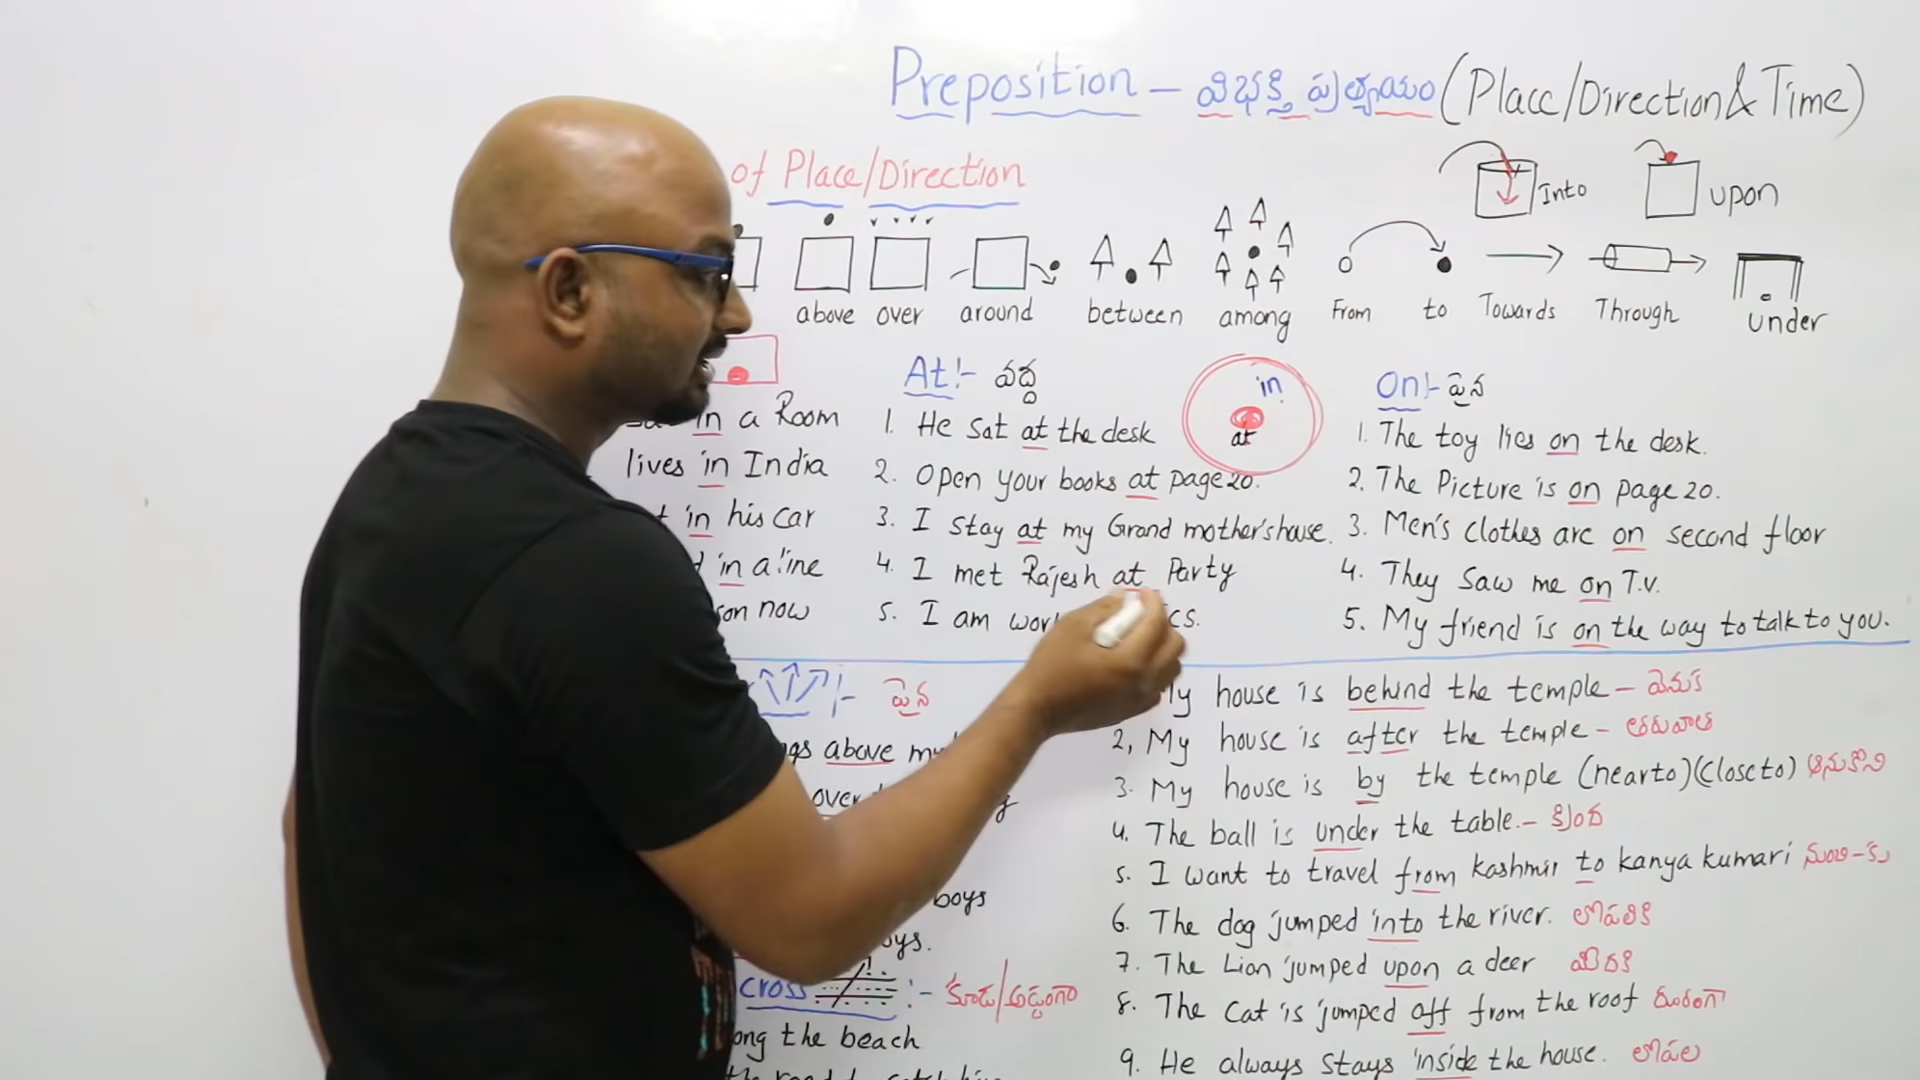 Preposition - విభక్తి ప్రత్యయం (Place/Direction & Time)
of Place/Direction
Into
upon
above over around between among From to Towards Through under
in a Room
lives in India
in his car
in a line
now
At:- వద్ద
1. He sat at the desk
2. Open your books at page 20.
3. I stay at my Grand mother's house.
4. I met Rajesh at Party
5. I am
in
at
On:- పైన
1. The toy lies on the desk.
2. The Picture is on page 20.
3. Men's clothes are on second floor
4. They saw me on T.V.
5. My friend is on the way to talk to you.
:- పైన
above
over
boys
cross :- కూడు/అడ్డంగా
the beach
My house is behind the temple - వెనుక
2, My house is after the temple - తరువాత
3. My house is by the temple (near to) (close to) ఆనుకొని
4. The ball is under the table. - క్రింద
5. I want to travel from kashmir to kanya kumari నుండి - కు
6. The dog jumped into the river. లోపలికి
7. The Lion jumped upon a deer మీదకి
8. The cat is jumped off from the roof దూరంగా
9. He always stays inside the house. లోపల